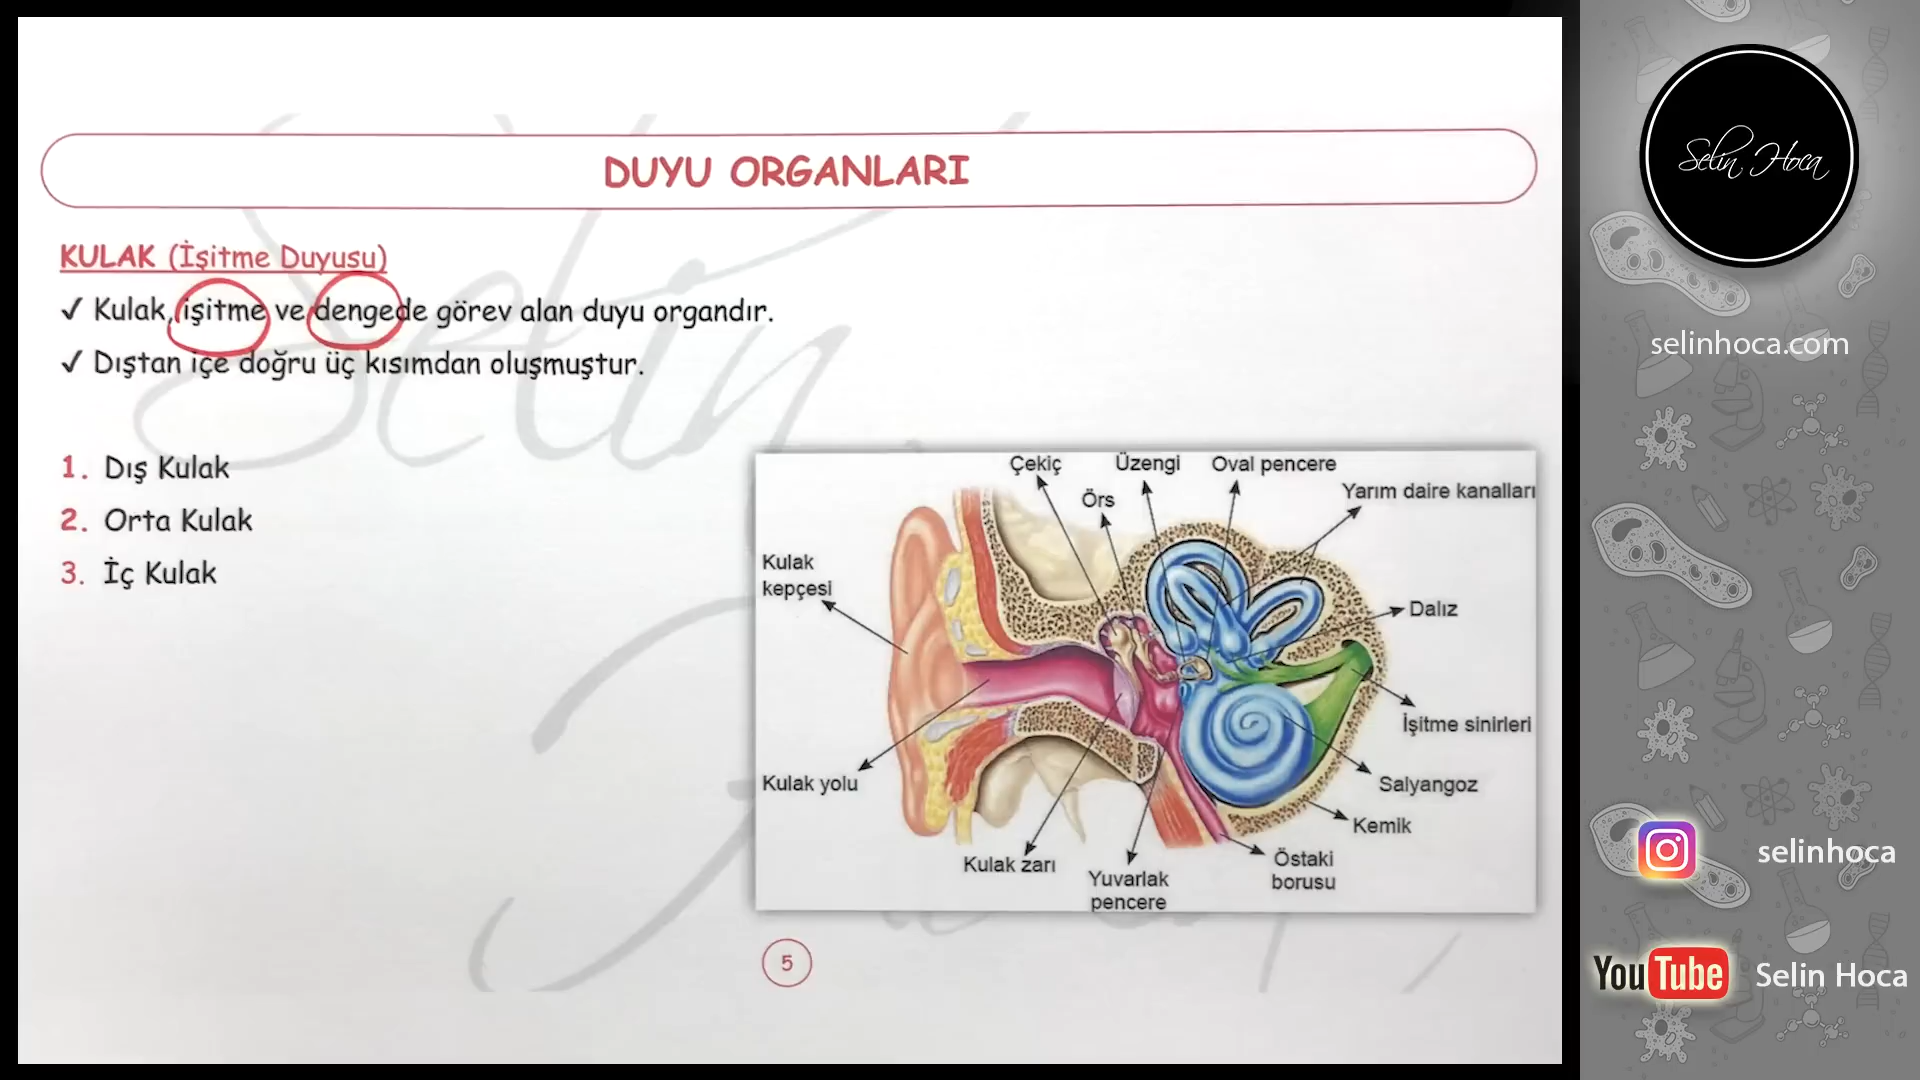 DUYU ORGANLARI
KULAK (İşitme Duyusu)
✓ Kulak, işitme ve dengede görev alan duyu organdır.
✓ Dıştan içe doğru üç kısımdan oluşmuştur.
1. Dış Kulak
2. Orta Kulak
3. İç Kulak
Çekiç
Üzengi
Oval pencere
Örs
Yarım daire kanalları
Kulak
kepçesi
Dalız
İşitme sinirleri
Kulak yolu
Salyangoz
Kemik
Kulak zarı
Yuvarlak
pencere
Östaki
borusu
5
Selin Hoca
selinhoca.com
selinhoca
YouTube Selin Hoca
Selin Hoca